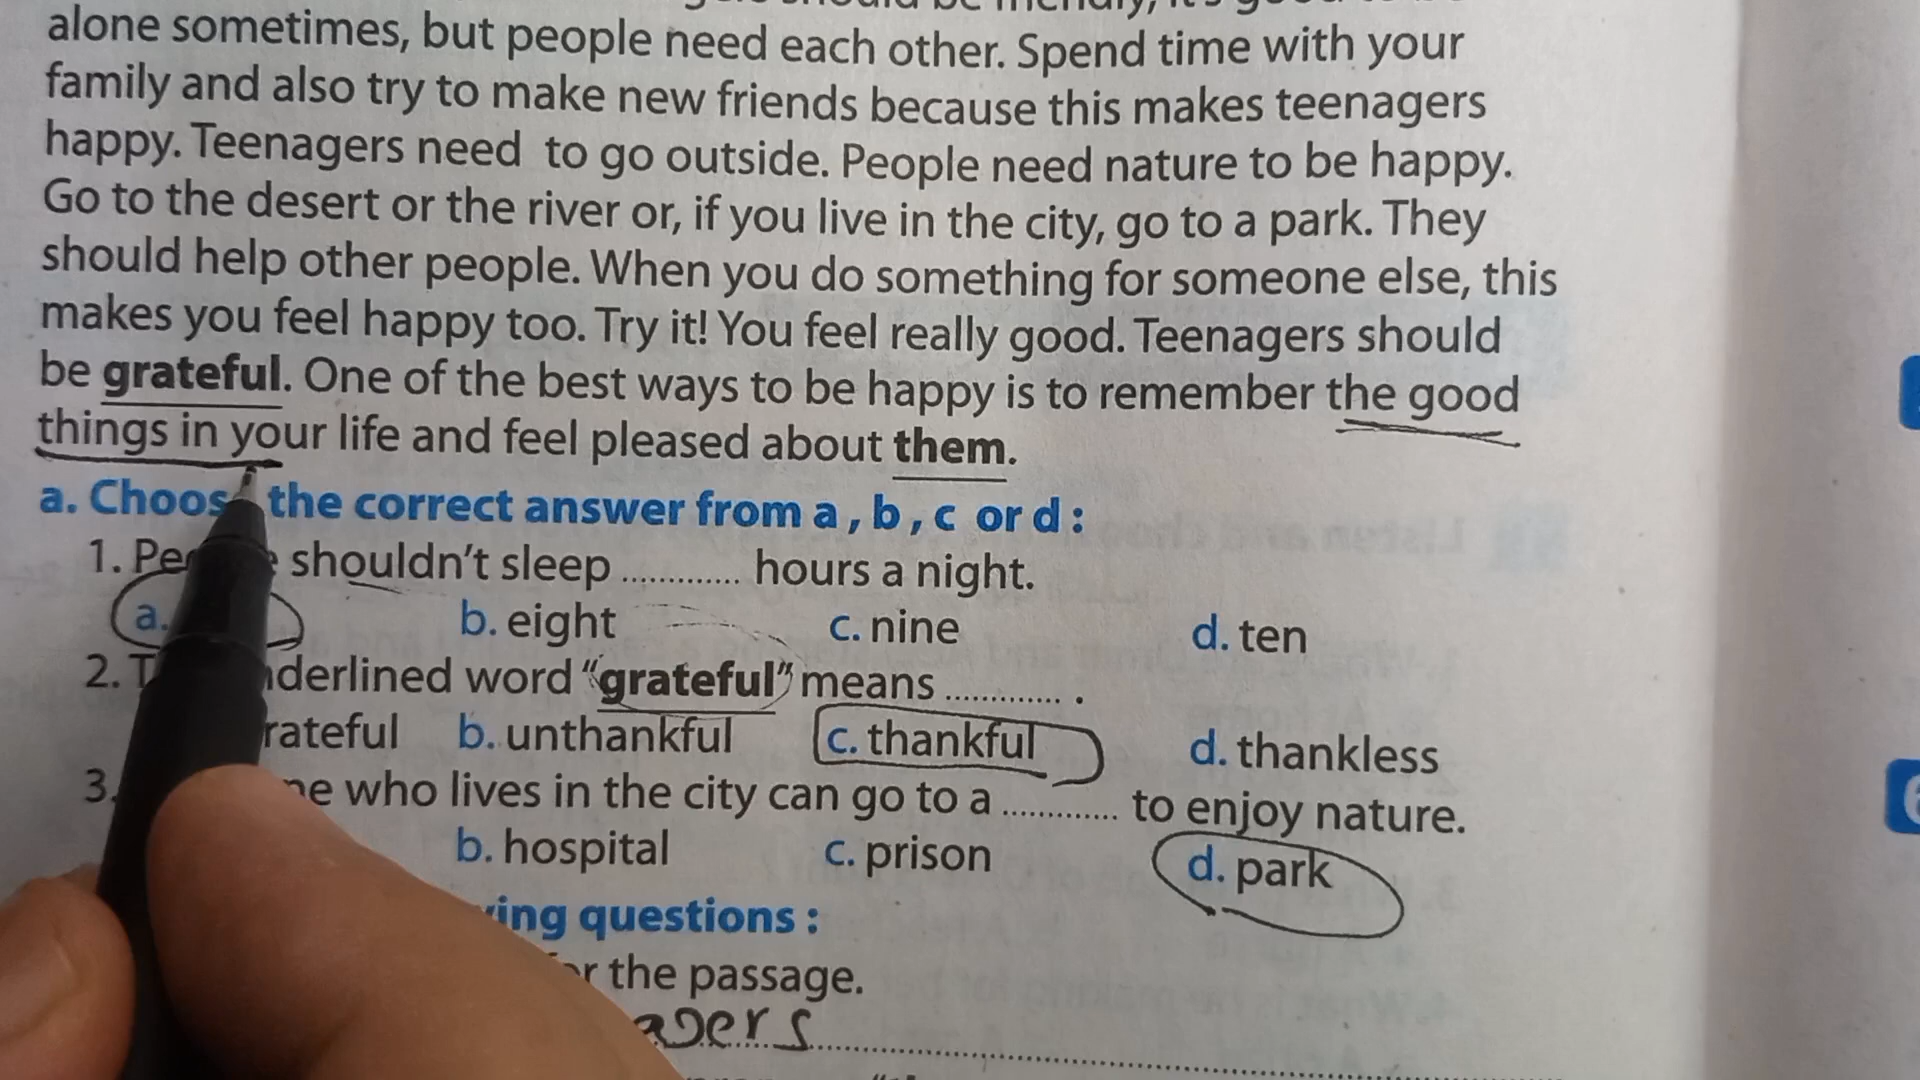 alone sometimes, but people need each other. Spend time with your
family and also try to make new friends because this makes teenagers
happy. Teenagers need to go outside. People need nature to be happy.
Go to the desert or the river or, if you live in the city, go to a park. They
should help other people. When you do something for someone else, this
makes you feel happy too. Try it! You feel really good. Teenagers should
be grateful. One of the best ways to be happy is to remember the good
things in your life and feel pleased about them.
a. Choose the correct answer from a , b , c or d :
1. shouldn't sleep ............ hours a night.
a. b. eight c. nine d. ten
2. word "grateful" means ............ .
b. unthankful c. thankful d. thankless
3. who lives in the city can go to a ............ to enjoy nature.
b. hospital c. prison d. park
questions :
the passage.